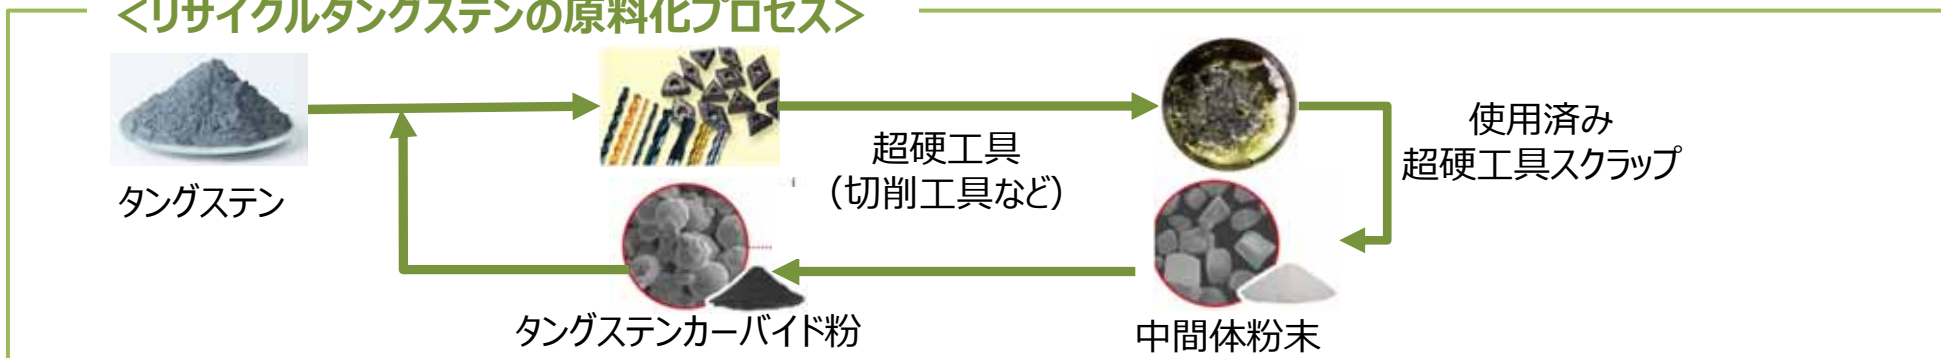 ＜リサイクルタングステンの原料化プロセス＞
タングステン
超硬工具
（切削工具など）
使用済み
超硬工具スクラップ
タングステンカーバイド粉
中間体粉末